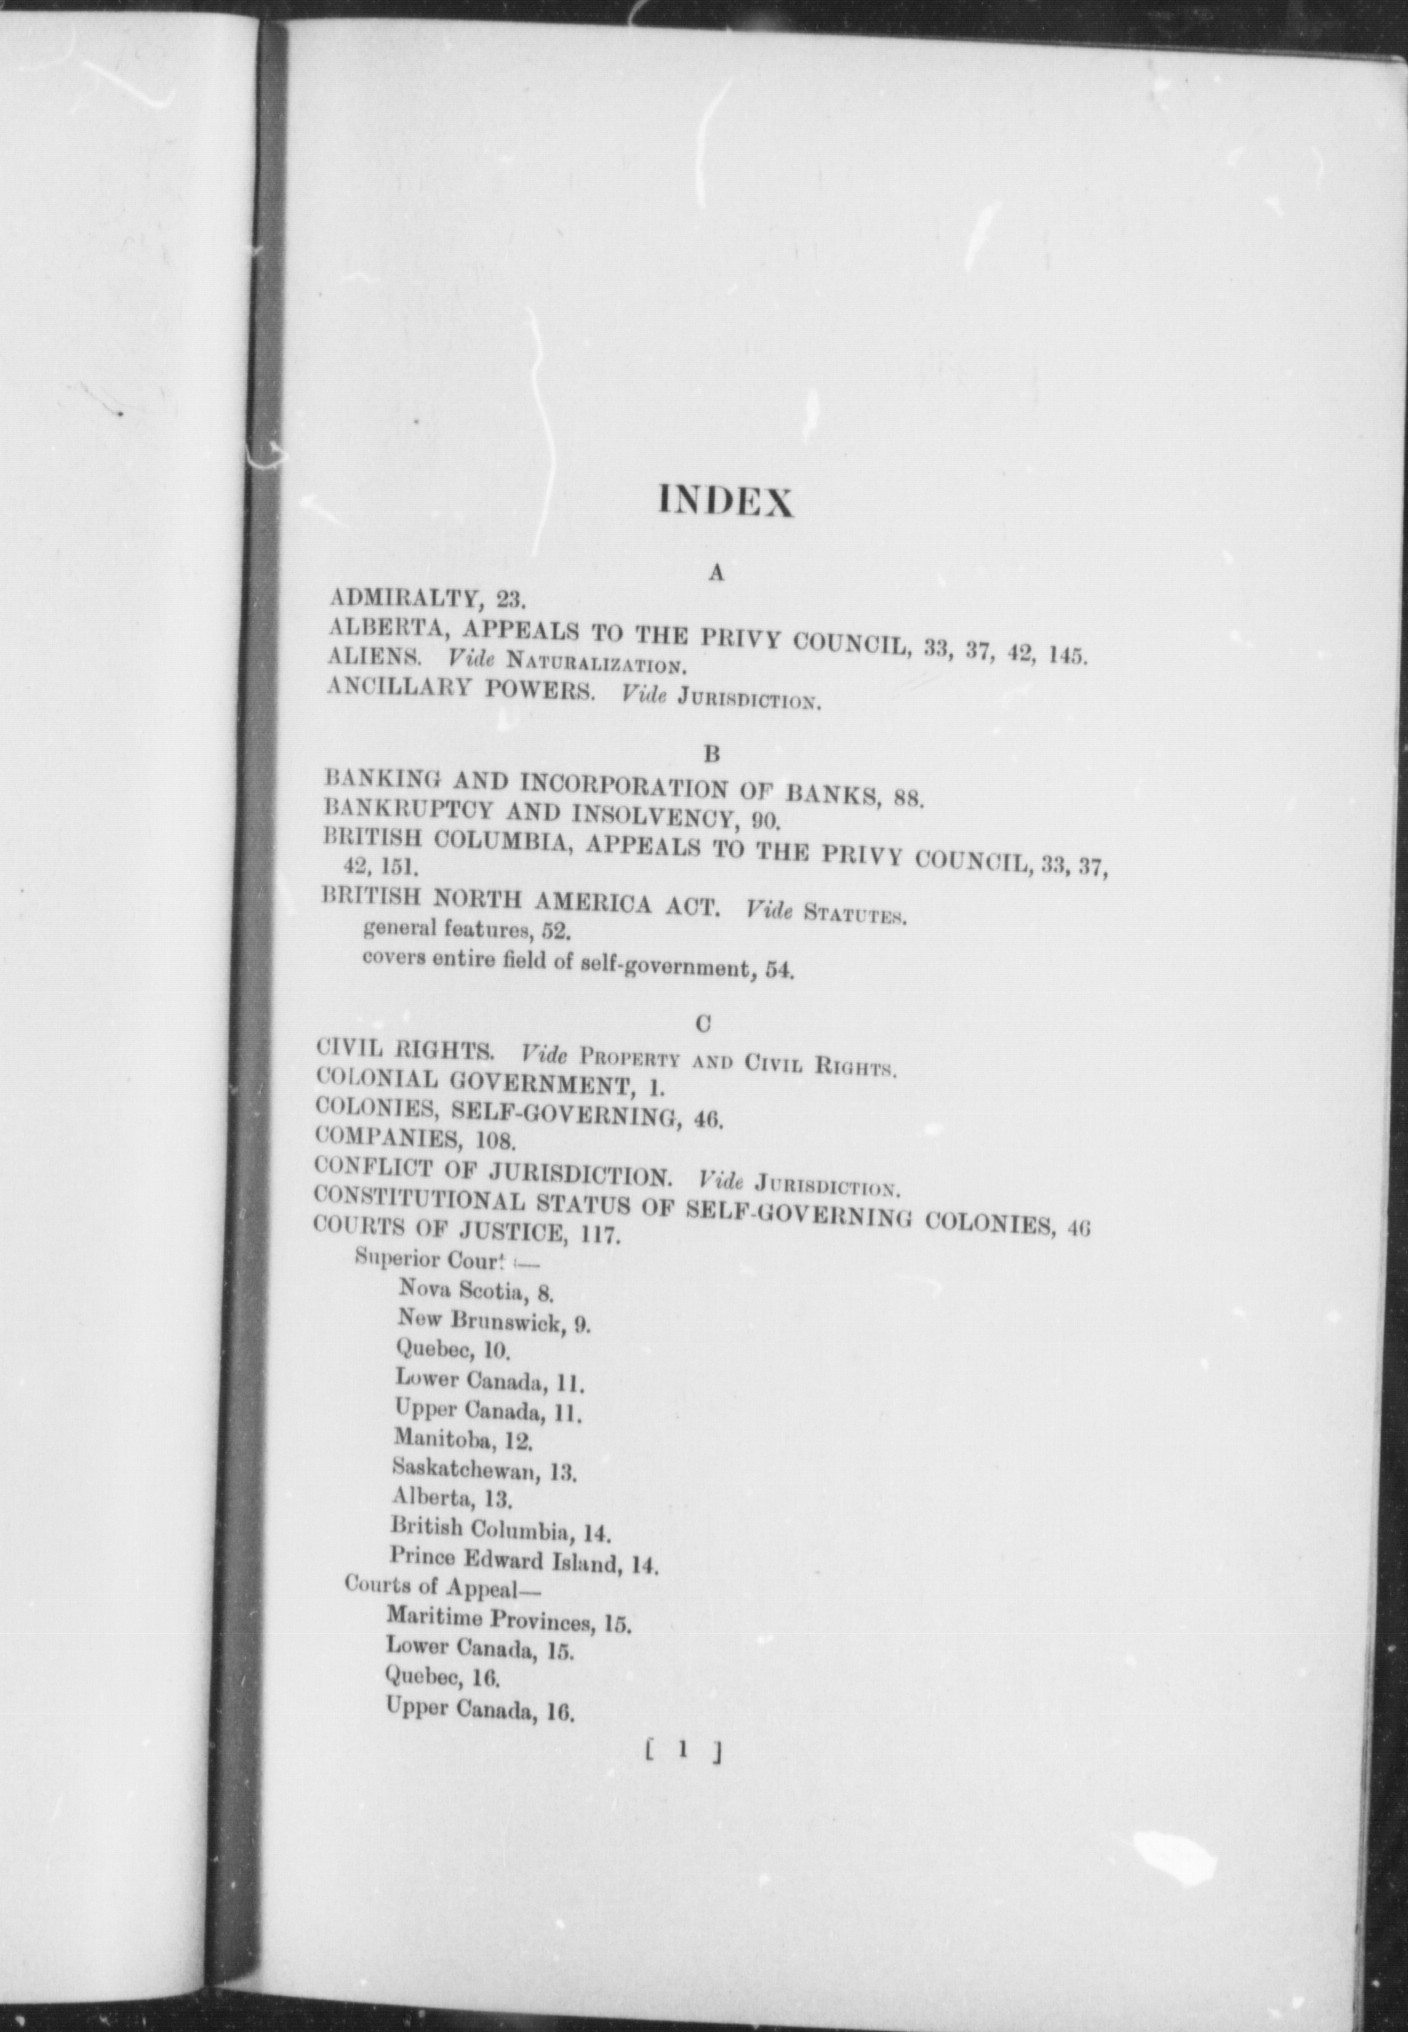 INDEX
A
ADMIRALTY, 23.
ALBERTA, APPEALS TO THE PRIVY COUNCIL, 33, 37, 42, 145.
ALIENS. Vide NATURALIZATION.
ANCILLARY POWERS. Vide JURISDICTION.
B
BANKING AND INCORPORATION OF BANKS, 88.
BANKRUPTCY AND INSOLVENCY, 90.
BRITISH COLUMBIA, APPEALS TO THE PRIVY COUNCIL, 33, 37,
42, 151.
BRITISH NORTH AMERICA ACT. Vide STATUTES.
general features, 52.
covers entire field of self-government, 54.
C
CIVIL RIGHTS. Vide PROPERTY AND CIVIL RIGHTS.
COLONIAL GOVERNMENT, 1.
COLONIES, SELF-GOVERNING, 46.
COMPANIES, 108.
CONFLICT OF JURISDICTION. Vide JURISDICTION.
CONSTITUTIONAL STATUS OF SELF-GOVERNING COLONIES, 46
COURTS OF JUSTICE, 117.
Superior Court:—
Nova Scotia, 8.
New Brunswick, 9.
Quebec, 10.
Lower Canada, 11.
Upper Canada, 11.
Manitoba, 12.
Saskatchewan, 13.
Alberta, 13.
British Columbia, 14.
Prince Edward Island, 14.
Courts of Appeal—
Maritime Provinces, 15.
Lower Canada, 15.
Quebec, 16.
Upper Canada, 16.
[ 1 ]